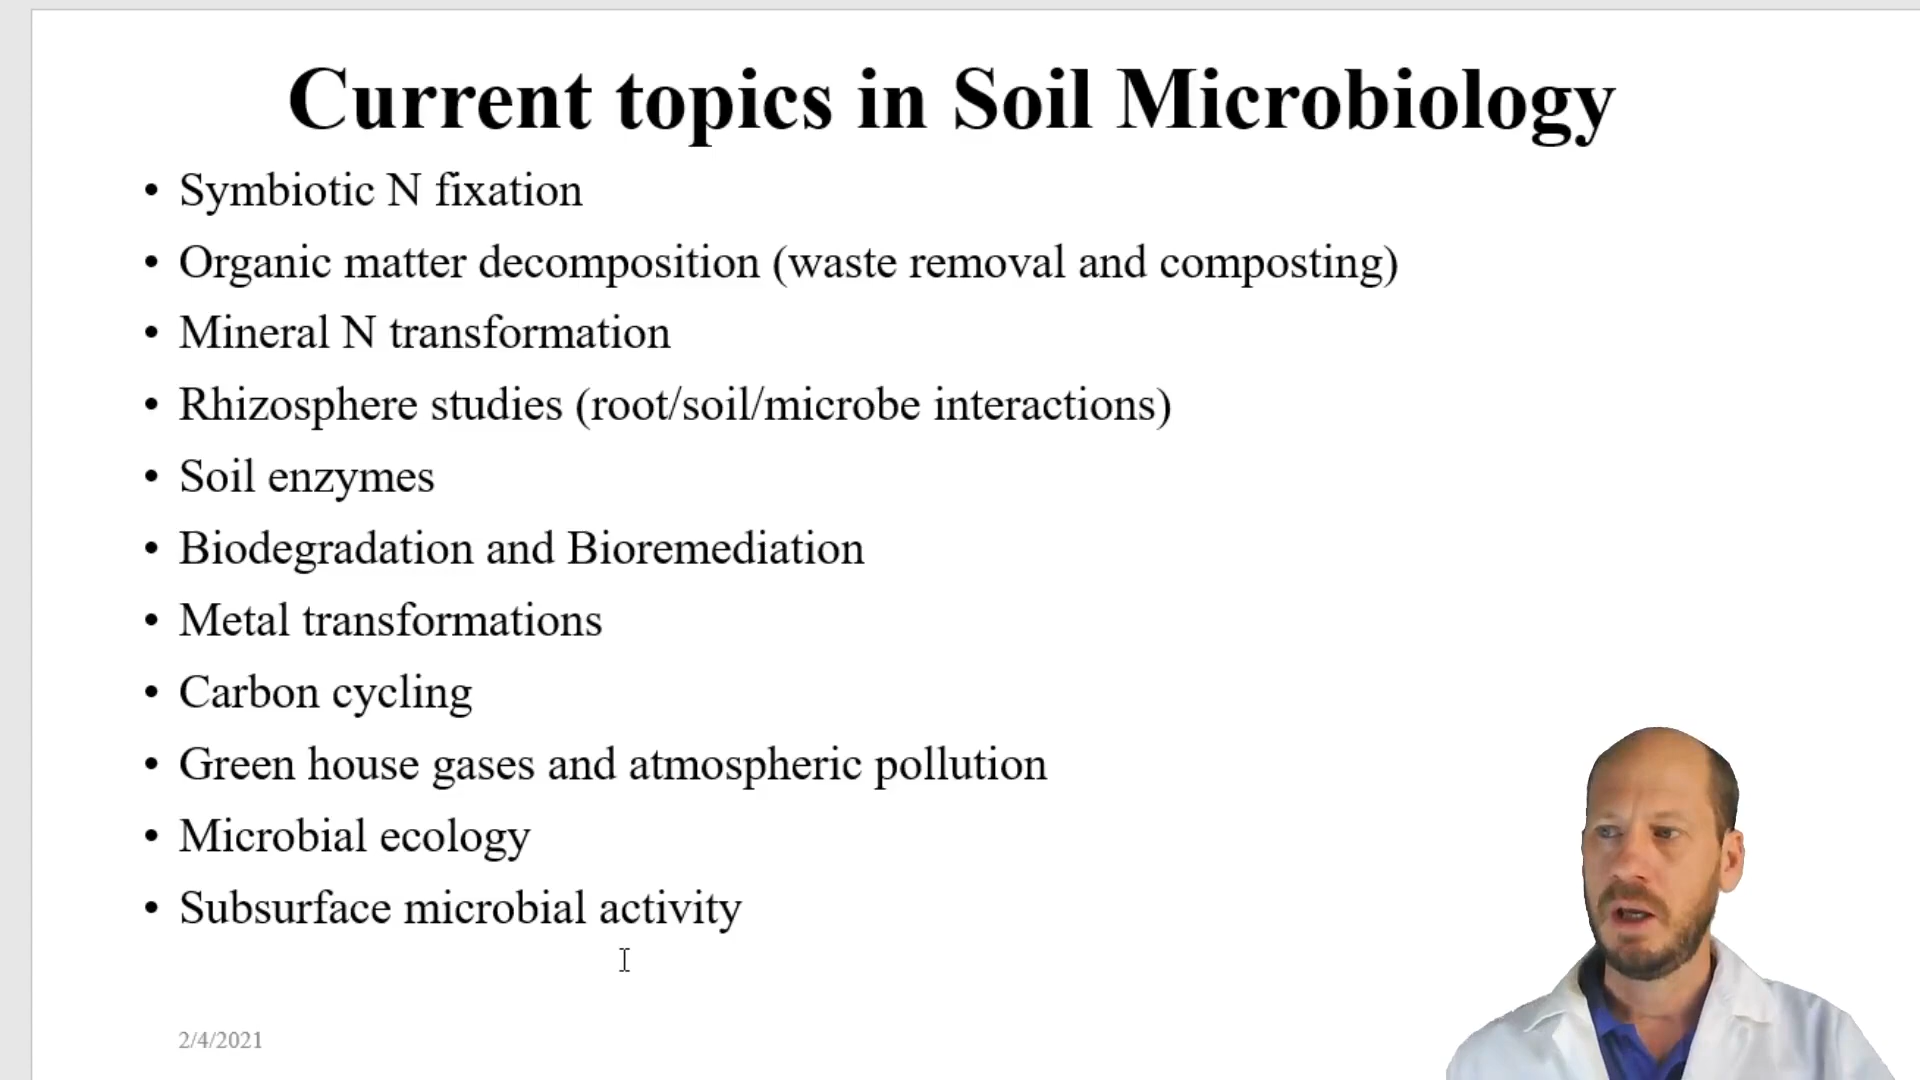 Current topics in Soil Microbiology
• Symbiotic N fixation
• Organic matter decomposition (waste removal and composting)
• Mineral N transformation
• Rhizosphere studies (root/soil/microbe interactions)
• Soil enzymes
• Biodegradation and Bioremediation
• Metal transformations
• Carbon cycling
• Green house gases and atmospheric pollution
• Microbial ecology
• Subsurface microbial activity
2/4/2021